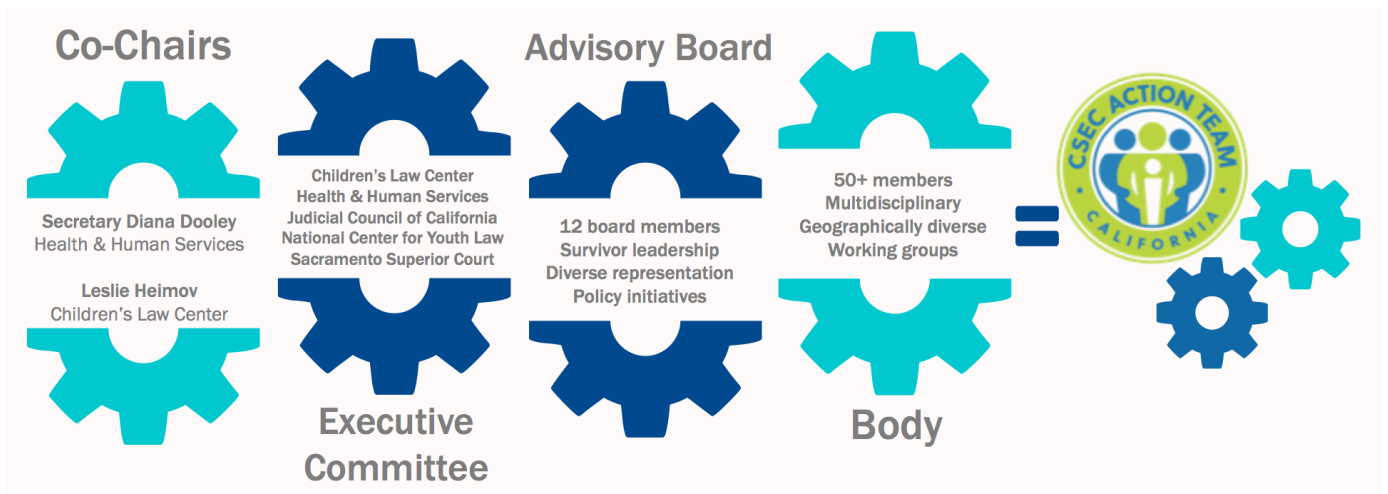 Co-Chairs
Secretary Diana Dooley
Health & Human Services
Leslie Heimov
Children's Law Center
Children's Law Center
Health & Human Services
Judicial Council of California
National Center for Youth Law
Sacramento Superior Court
Executive
Committee
Advisory Board
12 board members
Survivor leadership
Diverse representation
Policy initiatives
50+ members
Multidisciplinary
Geographically diverse
Working groups
Body
=
CSEC ACTION TEAM
• CALIFORNIA •